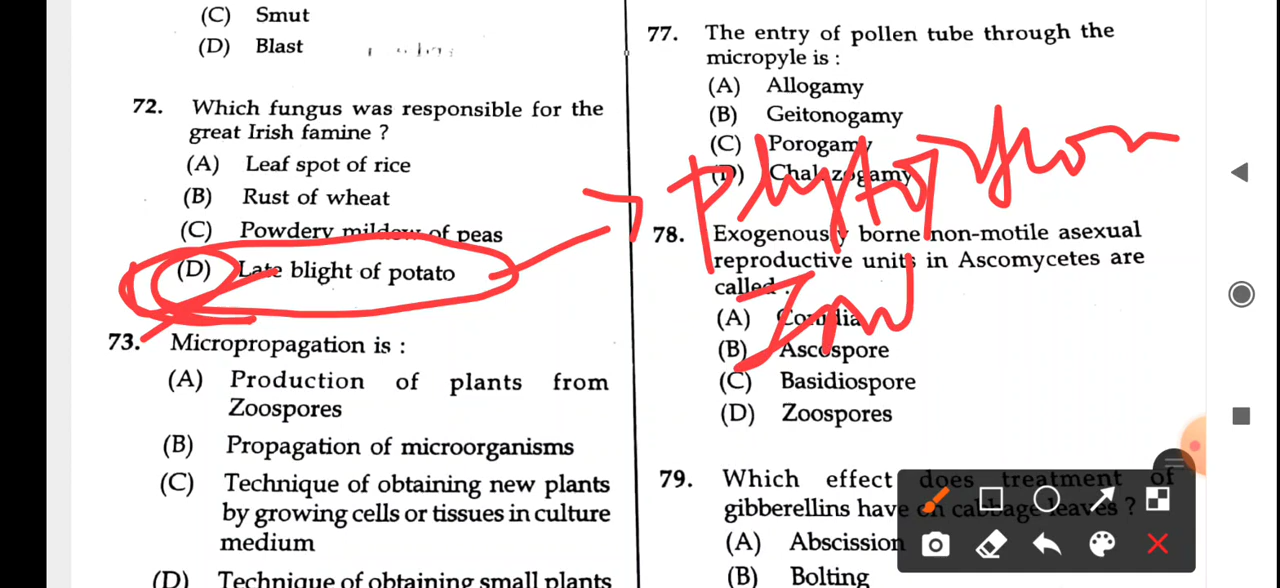 (C) Smut
(D) Blast
72. Which fungus was responsible for the
great Irish famine ?
(A) Leaf spot of rice
(B) Rust of wheat
(C) Powdery mildew of peas
(D) Late blight of potato
73. Micropropagation is :
(A) Production of plants from
Zoospores
(B) Propagation of microorganisms
(C) Technique of obtaining new plants
by growing cells or tissues in culture
medium
(D) Technique of obtaining small plants
77. The entry of pollen tube through the
micropyle is :
(A) Allogamy
(B) Geitonogamy
(C) Porogamy
(D) Chalazogamy
78. Exogenously borne non-motile asexual
reproductive units in Ascomycetes are
called :
(A) Conidia
(B) Ascospore
(C) Basidiospore
(D) Zoospores
79. Which effect does treatment of
gibberellins have on cabbage leaves ?
(A) Abscission
(B) Bolting